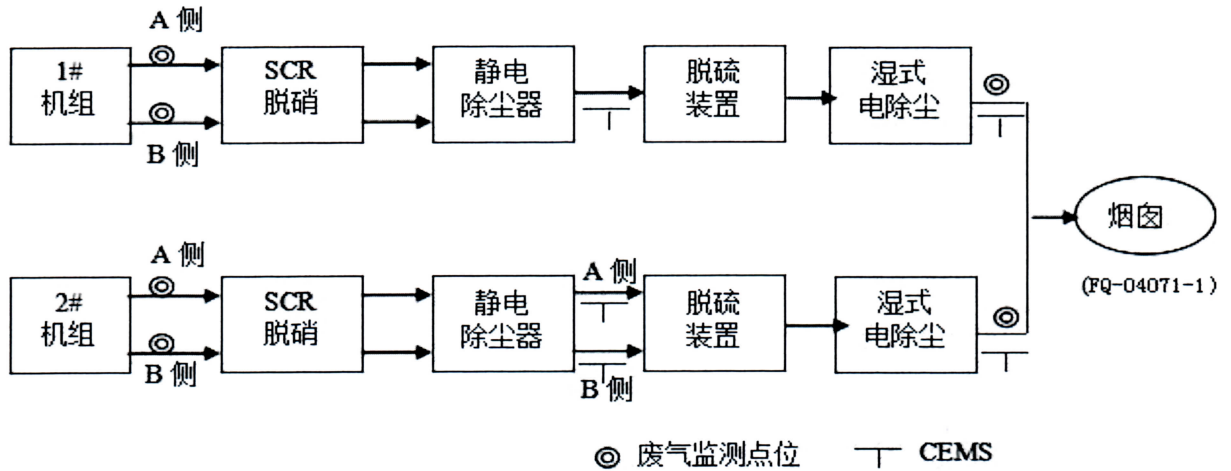 A 侧
1#
机组
B 侧
SCR
脱硝
静电
除尘器
脱硫
装置
湿式
电除尘
烟囱
(FQ-04071-1)
A 侧
2#
机组
B 侧
SCR
脱硝
静电
除尘器
A 侧
B 侧
脱硫
装置
湿式
电除尘
废气监测点位
CEMS